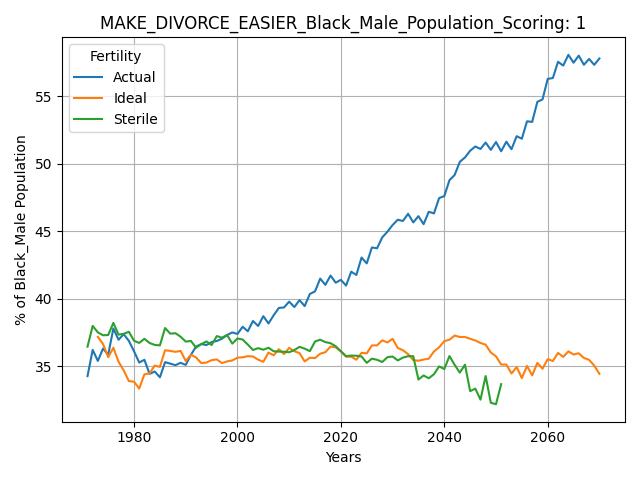 MAKE_DIVORCE_EASIER_Black_Male_Population_Scoring: 1
Fertility
Actual
Ideal
Sterile
% of Black_Male Population
55
50
45
40
35
1980
2000
2020
2040
2060
Years